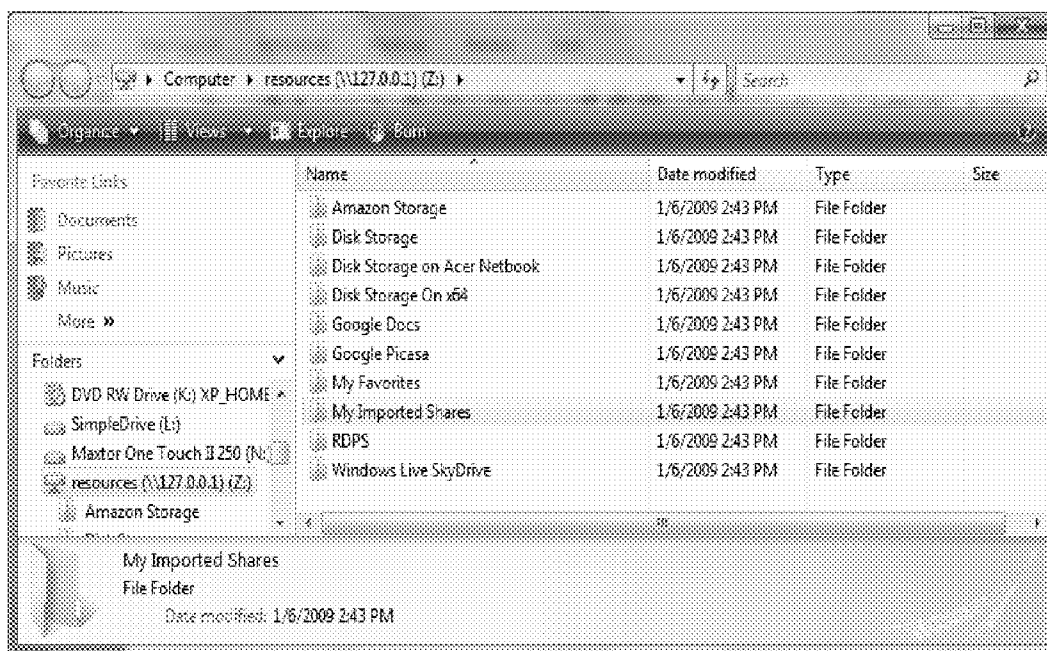 Computer resources (\\127.0.0.1) (Z:)
Search
Organize Views Explore Burn
Favorite Links
Documents
Pictures
Music
More »
Folders
DVD RW Drive (K:) XP_HOME
SimpleDrive (L:)
Maxtor One Touch II 250 (N:)
resources (\\127.0.0.1) (Z:)
Amazon Storage
Name Date modified Type Size
Amazon Storage 1/6/2009 2:43 PM File Folder
Disk Storage 1/6/2009 2:43 PM File Folder
Disk Storage on Acer Netbook 1/6/2009 2:43 PM File Folder
Disk Storage On x64 1/6/2009 2:43 PM File Folder
Google Docs 1/6/2009 2:43 PM File Folder
Google Picasa 1/6/2009 2:43 PM File Folder
My Favorites 1/6/2009 2:43 PM File Folder
My Imported Shares 1/6/2009 2:43 PM File Folder
RDPS 1/6/2009 2:43 PM File Folder
Windows Live SkyDrive 1/6/2009 2:43 PM File Folder
My Imported Shares
File Folder
Date modified: 1/6/2009 2:43 PM